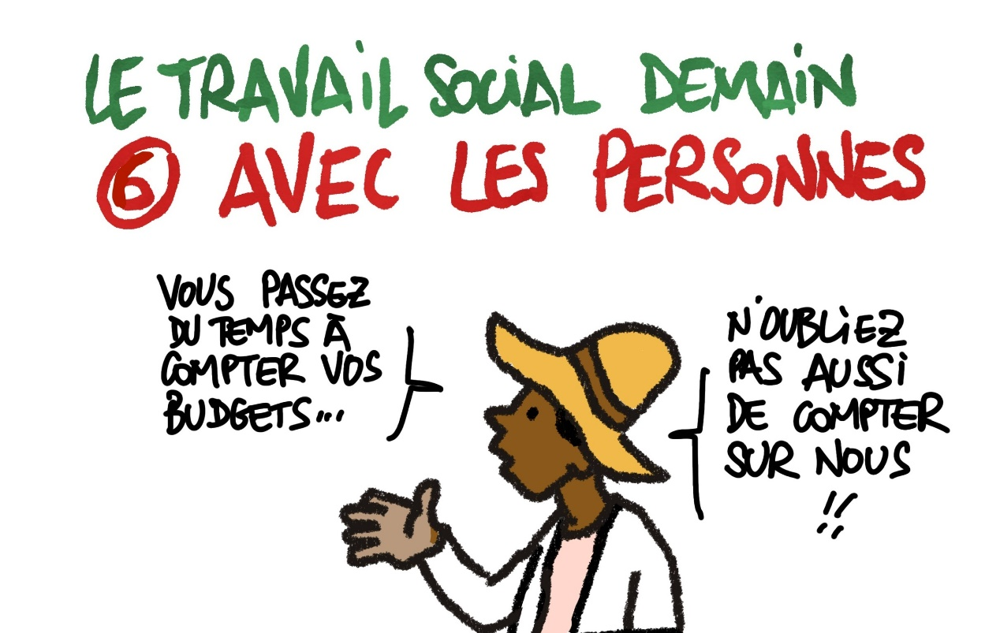 LE TRAVAIL SOCIAL DEMAIN
6 AVEC LES PERSONNES
VOUS PASSEZ
DU TEMPS À
COMPTER VOS
BUDGETS...
N'OUBLIEZ
PAS AUSSI
DE COMPTER
SUR NOUS
!!